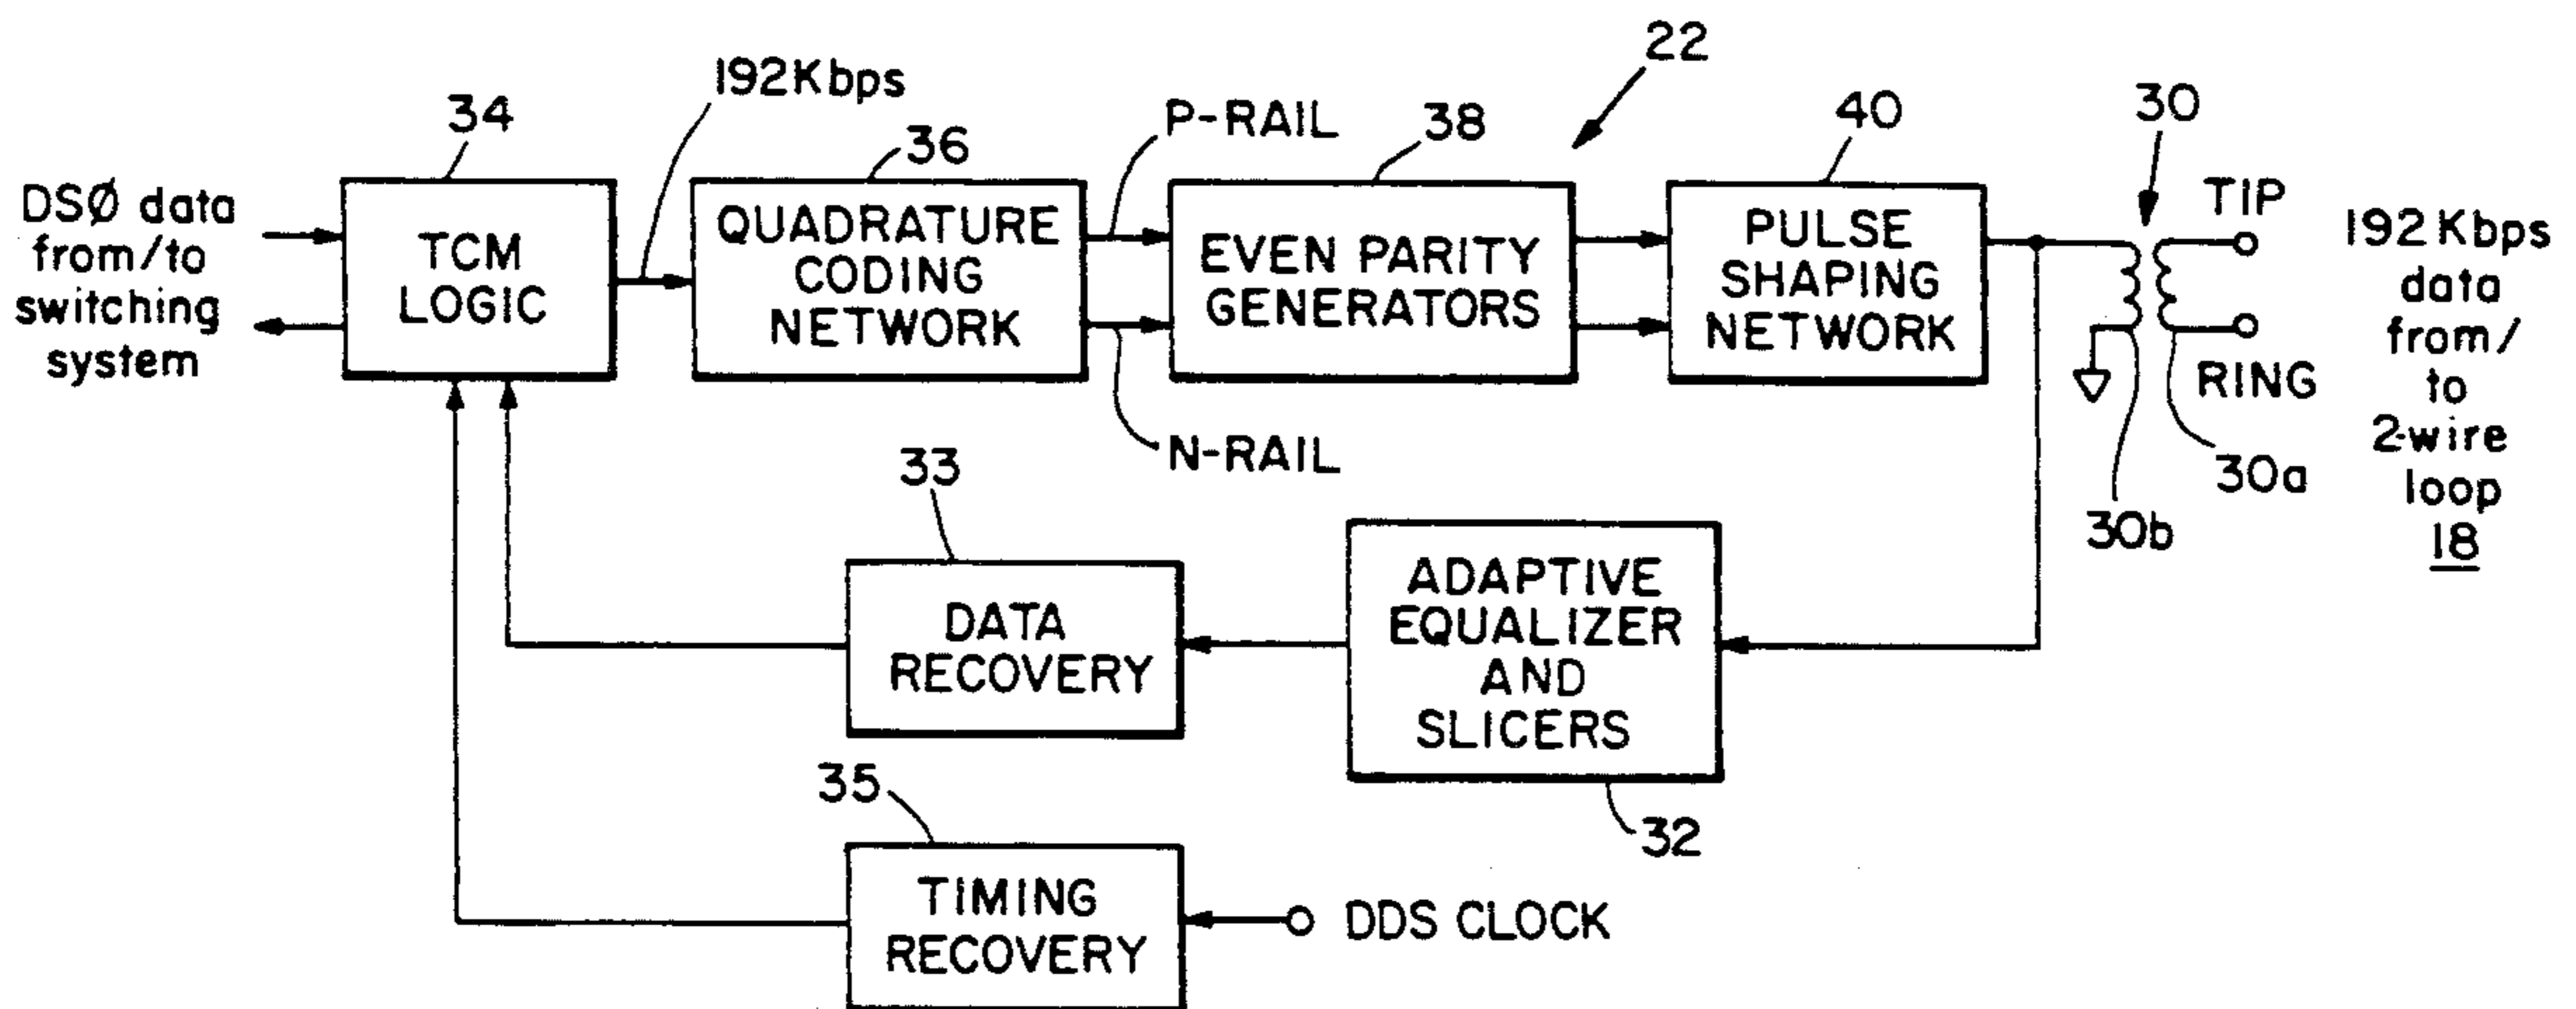 22
192Kbps
34
P-RAIL
38
40
30
36
DSØ data
from/to
switching
system
TCM
LOGIC
QUADRATURE
CODING
NETWORK
EVEN PARITY
GENERATORS
PULSE
SHAPING
NETWORK
TIP
RING
192Kbps
data
from/
to
2-wire
loop
18
N-RAIL
30a
30b
33
DATA
RECOVERY
ADAPTIVE
EQUALIZER
AND
SLICERS
32
35
TIMING
RECOVERY
DDS CLOCK